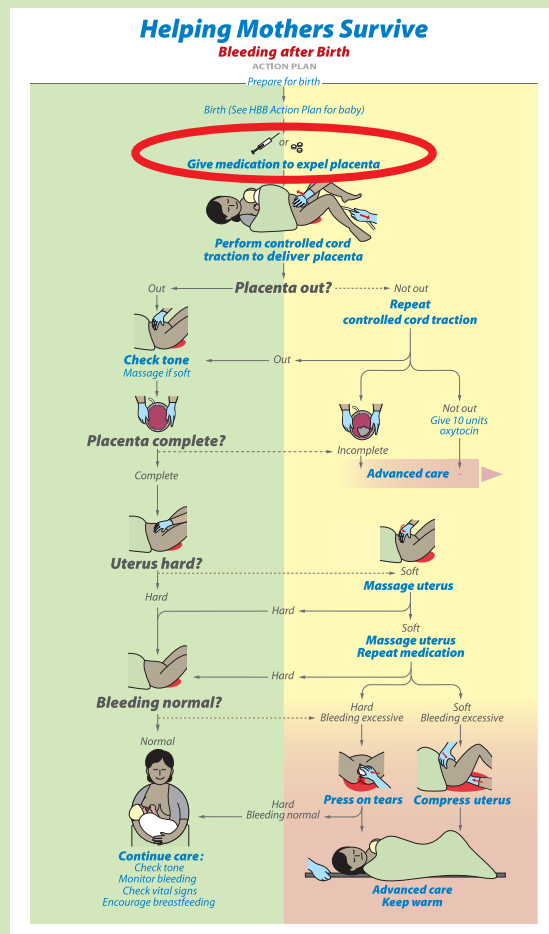 Helping Mothers Survive
Bleeding after Birth
ACTION PLAN
Prepare for birth
Birth (See HBB Action Plan for baby)
or
Give medication to expel placenta
Perform controlled cord
traction to deliver placenta
Out
Placenta out?
Not out
Repeat
controlled cord traction
Out
Check tone
Massage if soft
Not out
Give 10 units
oxytocin
Placenta complete?
Incomplete
Complete
Advanced care
Uterus hard?
Soft
Massage uterus
Hard
Hard
Soft
Massage uterus
Repeat medication
Hard
Bleeding normal?
Hard
Bleeding excessive
Soft
Bleeding excessive
Normal
Press on tears
Compress uterus
Hard
Bleeding normal
Continue care:
Check tone
Monitor bleeding
Check vital signs
Encourage breastfeeding
Advanced care
Keep warm